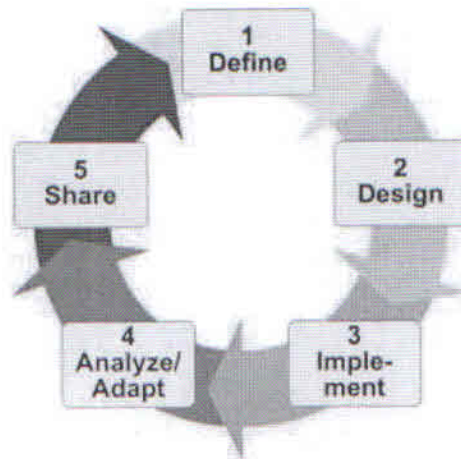 1
Define
2
Design
3
Imple-
ment
4
Analyze/
Adapt
5
Share